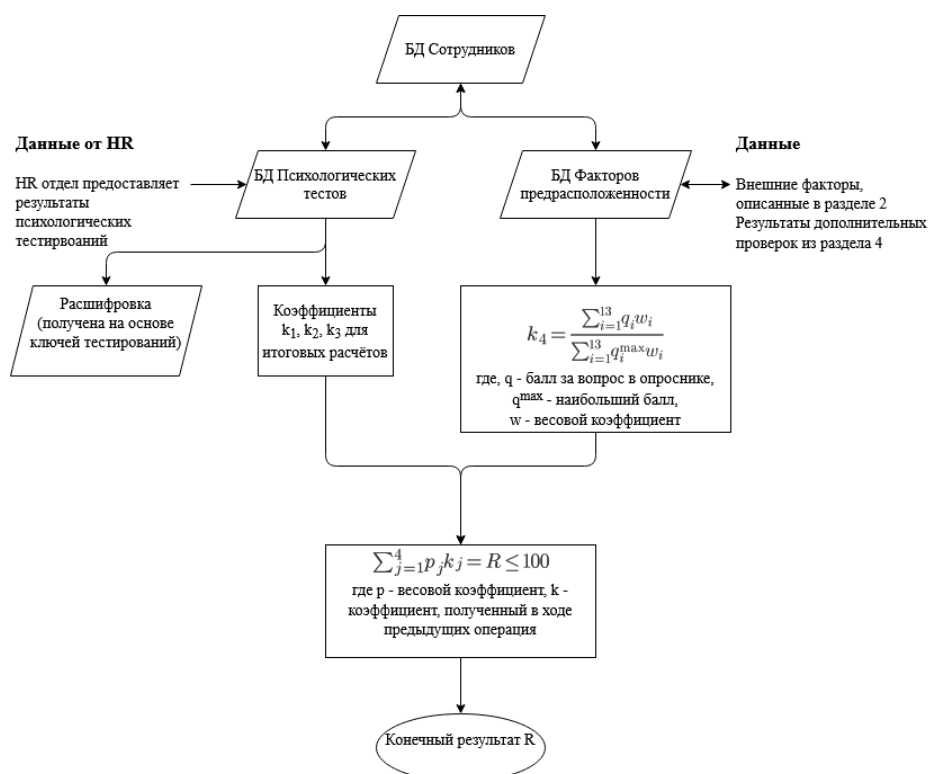 БД Сотрудников
Данные от HR
HR отдел предоставляет
результаты
психологических
тестирвоаний
БД Психологических
тестов
БД Факторов
предрасположенности
Данные
Внешние факторы,
описанные в разделе 2
Результаты дополнительных
проверок из раздела 4
Расшифровка
(получена на основе
ключей тестирований)
Коэффициенты
k₁, k₂, k₃ для
итоговых расчётов
k₄ = ∑¹³ᵢ₌₁ qᵢwᵢ / ∑¹³ᵢ₌₁ qᵢᵐᵃˣwᵢ
где, q - балл за вопрос в опроснике,
qᵐᵃˣ - наибольший балл,
w - весовой коэффициент
∑⁴ⱼ₌₁ pⱼkⱼ = R ≤ 100
где p - весовой коэффициент, k -
коэффициент, полученный в ходе
предыдущих операция
Конечный результат R